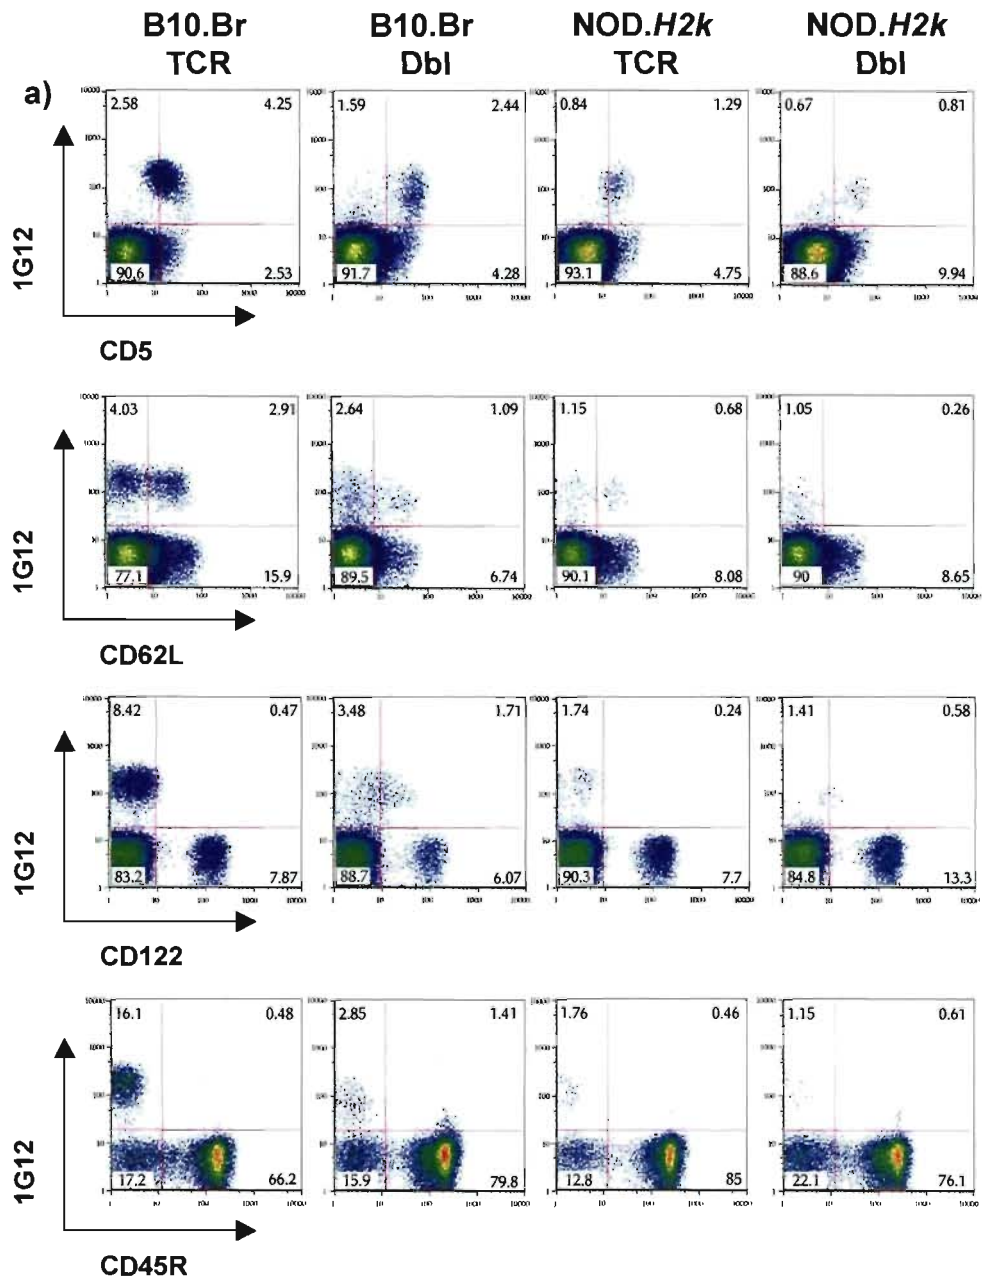 B10.Br B10.Br NOD.H2k NOD.H2k
TCR Dbl TCR Dbl
a)
2.58 4.25 1.59 2.44 0.84 1.29 0.67 0.81
1G12
90.6 2.53 91.7 4.28 93.1 4.75 88.6 9.94
CD5
4.03 2.91 2.64 1.09 1.15 0.68 1.05 0.26
1G12
77.1 15.9 89.5 6.74 90.1 8.08 90 8.65
CD62L
8.42 0.47 3.48 1.71 1.74 0.24 1.41 0.58
1G12
83.2 7.87 88.7 6.07 90.3 7.7 84.8 13.3
CD122
16.1 0.48 2.85 1.41 1.76 0.46 1.15 0.61
1G12
17.2 66.2 15.9 79.8 12.8 85 22.1 76.1
CD45R